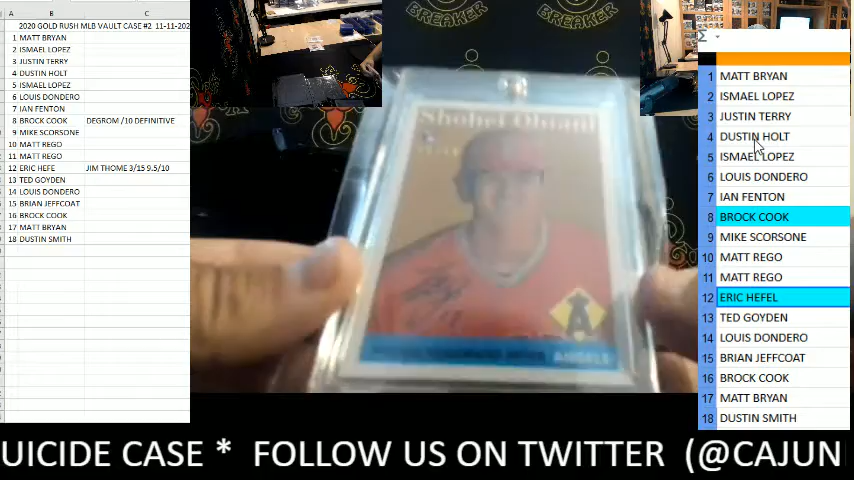 A B C
2020 GOLD RUSH MLB VAULT CASE #2 11-11-202
1 MATT BRYAN
2 ISMAEL LOPEZ
3 JUSTIN TERRY
4 DUSTIN HOLT
5 ISMAEL LOPEZ
6 LOUIS DONDERO
7 IAN FENTON
8 BROCK COOK DEGROM /10 DEFINITIVE
9 MIKE SCORSONE
10 MATT REGO
11 MATT REGO
12 ERIC HEFE JIM THOME 3/15 9.5/10
13 TED GOYDEN
14 LOUIS DONDERO
15 BRIAN JEFFCOAT
16 BROCK COOK
17 MATT BRYAN
18 DUSTIN SMITH
BREAKER
BREAKER
Shohei Ohtani
ANGELS
Σ
1 MATT BRYAN
2 ISMAEL LOPEZ
3 JUSTIN TERRY
4 DUSTIN HOLT
5 ISMAEL LOPEZ
6 LOUIS DONDERO
7 IAN FENTON
8 BROCK COOK
9 MIKE SCORSONE
10 MATT REGO
11 MATT REGO
12 ERIC HEFEL
13 TED GOYDEN
14 LOUIS DONDERO
15 BRIAN JEFFCOAT
16 BROCK COOK
17 MATT BRYAN
18 DUSTIN SMITH
UICIDE CASE * FOLLOW US ON TWITTER (@CAJUN